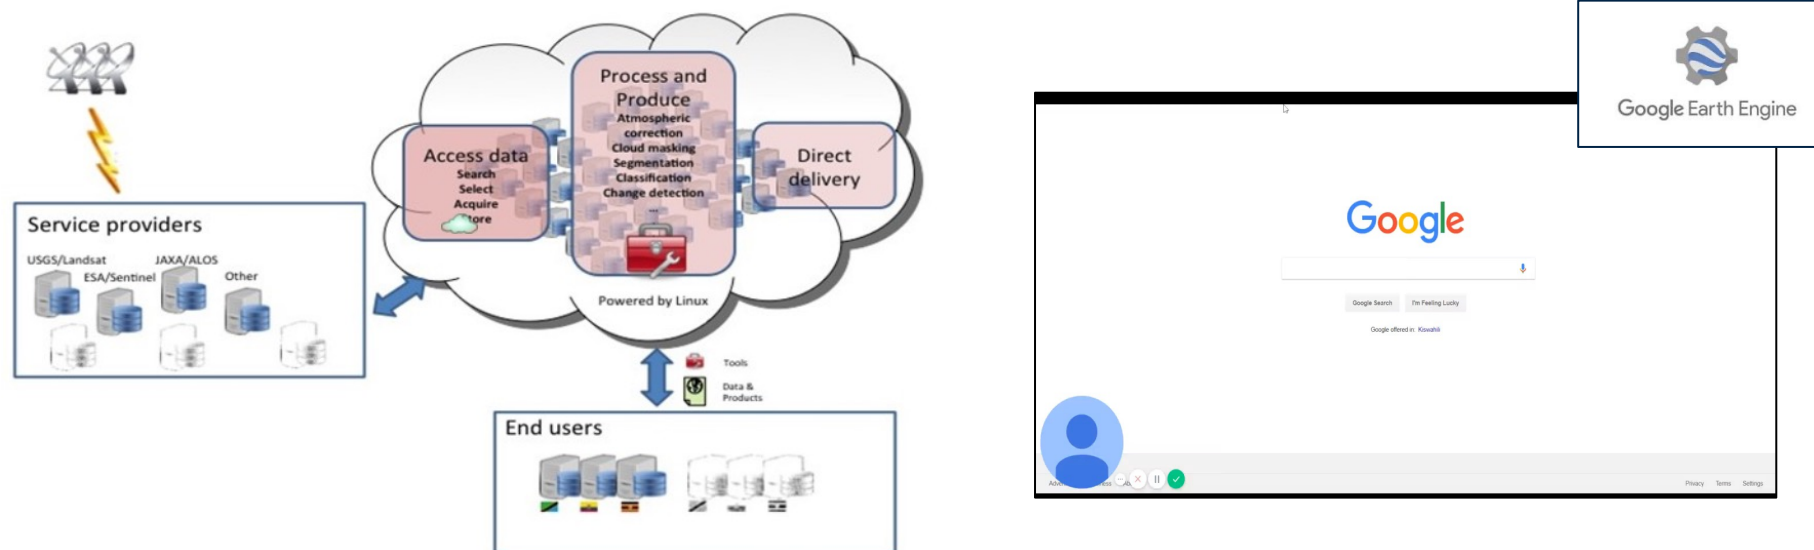 Service providers
USGS/Landsat
ESA/Sentinel
JAXA/ALOS
Other
Access data
Search
Select
Acquire
tore
Process and
Produce
Atmospheric
correction
Cloud masking
Segmentation
Classification
Change detection
...
Direct
delivery
Powered by Linux
Tools
Data &
Products
End users
Google Earth Engine
Google
Google Search I'm Feeling Lucky
Google offered in: Kiswahili
Privacy Terms Settings